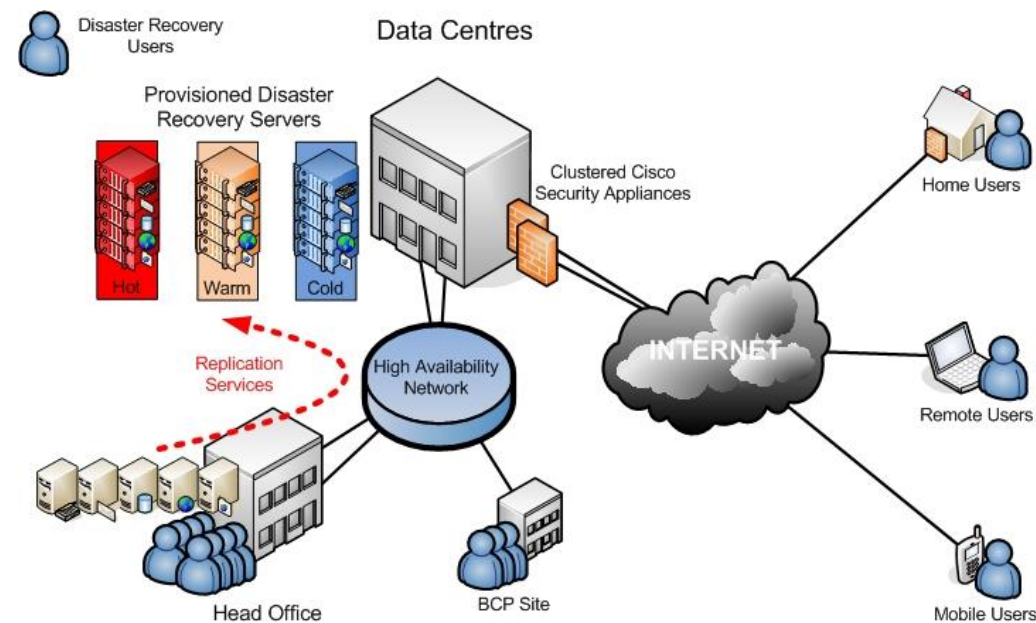 Disaster Recovery
Users
Data Centres
Provisioned Disaster
Recovery Servers
Hot
Warm
Cold
Clustered Cisco
Security Appliances
Home Users
Replication
Services
High Availability
Network
INTERNET
Remote Users
Head Office
BCP Site
Mobile Users